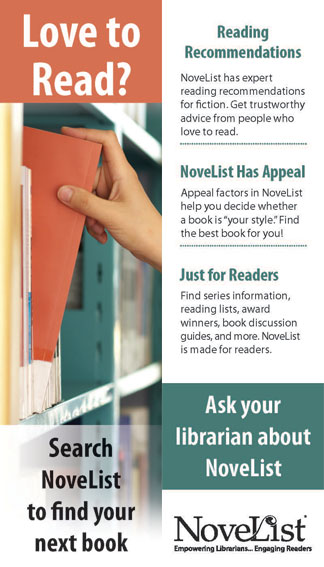 Love to
Read?
Search
NoveList
to find your
next book
Reading
Recommendations
NoveList has expert
reading recommendations
for fiction. Get trustworthy
advice from people who
love to read.
NoveList Has Appeal
Appeal factors in NoveList
help you decide whether
a book is “your style.” Find
the best book for you!
Just for Readers
Find series information,
reading lists, award
winners, book discussion
guides, and more. NoveList
is made for readers.
Ask your
librarian about
NoveList
NoveList®
Empowering Librarians... Engaging Readers